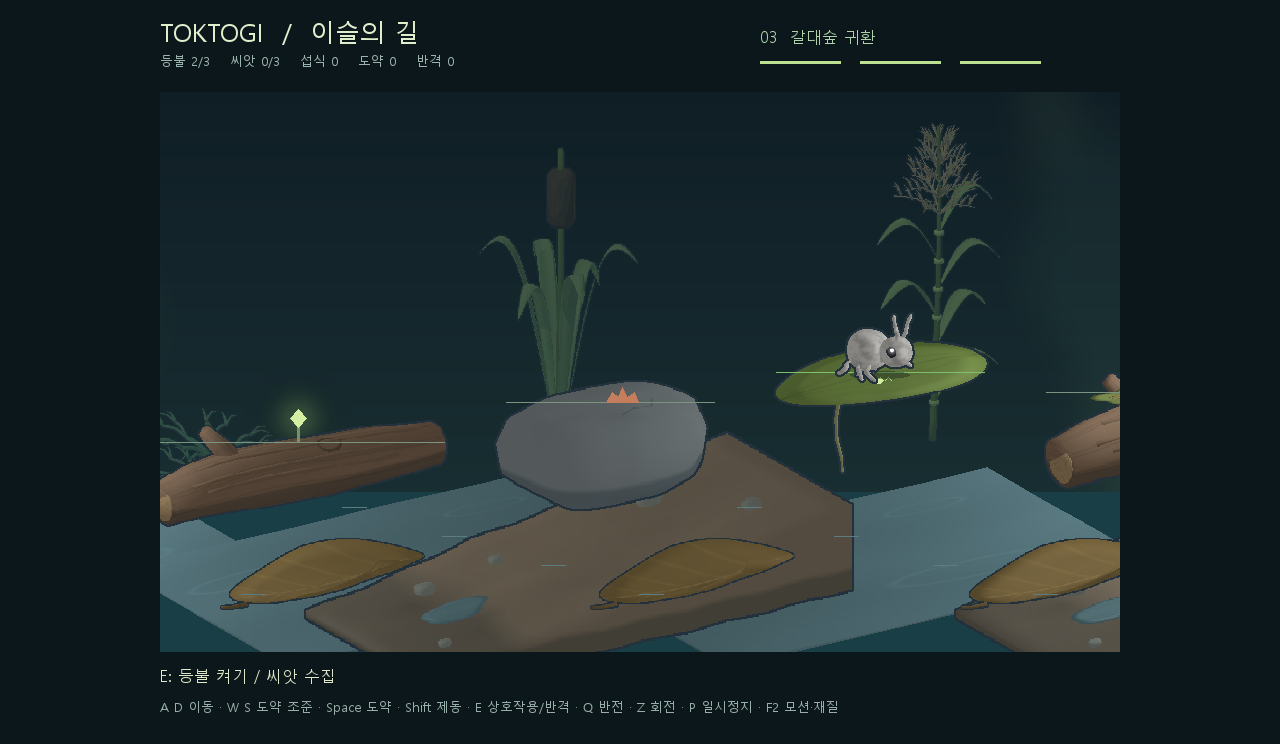 TOKTOGI / 이슬의 길
등불 2/3 씨앗 0/3 섭식 0 도약 0 반격 0
03 갈대숲 귀환
E: 등불 켜기 / 씨앗 수집
A D 이동 · W S 도약 조준 · Space 도약 · Shift 제동 · E 상호작용/반격 · Q 반전 · Z 회전 · P 일시정지 · F2 모션·재질